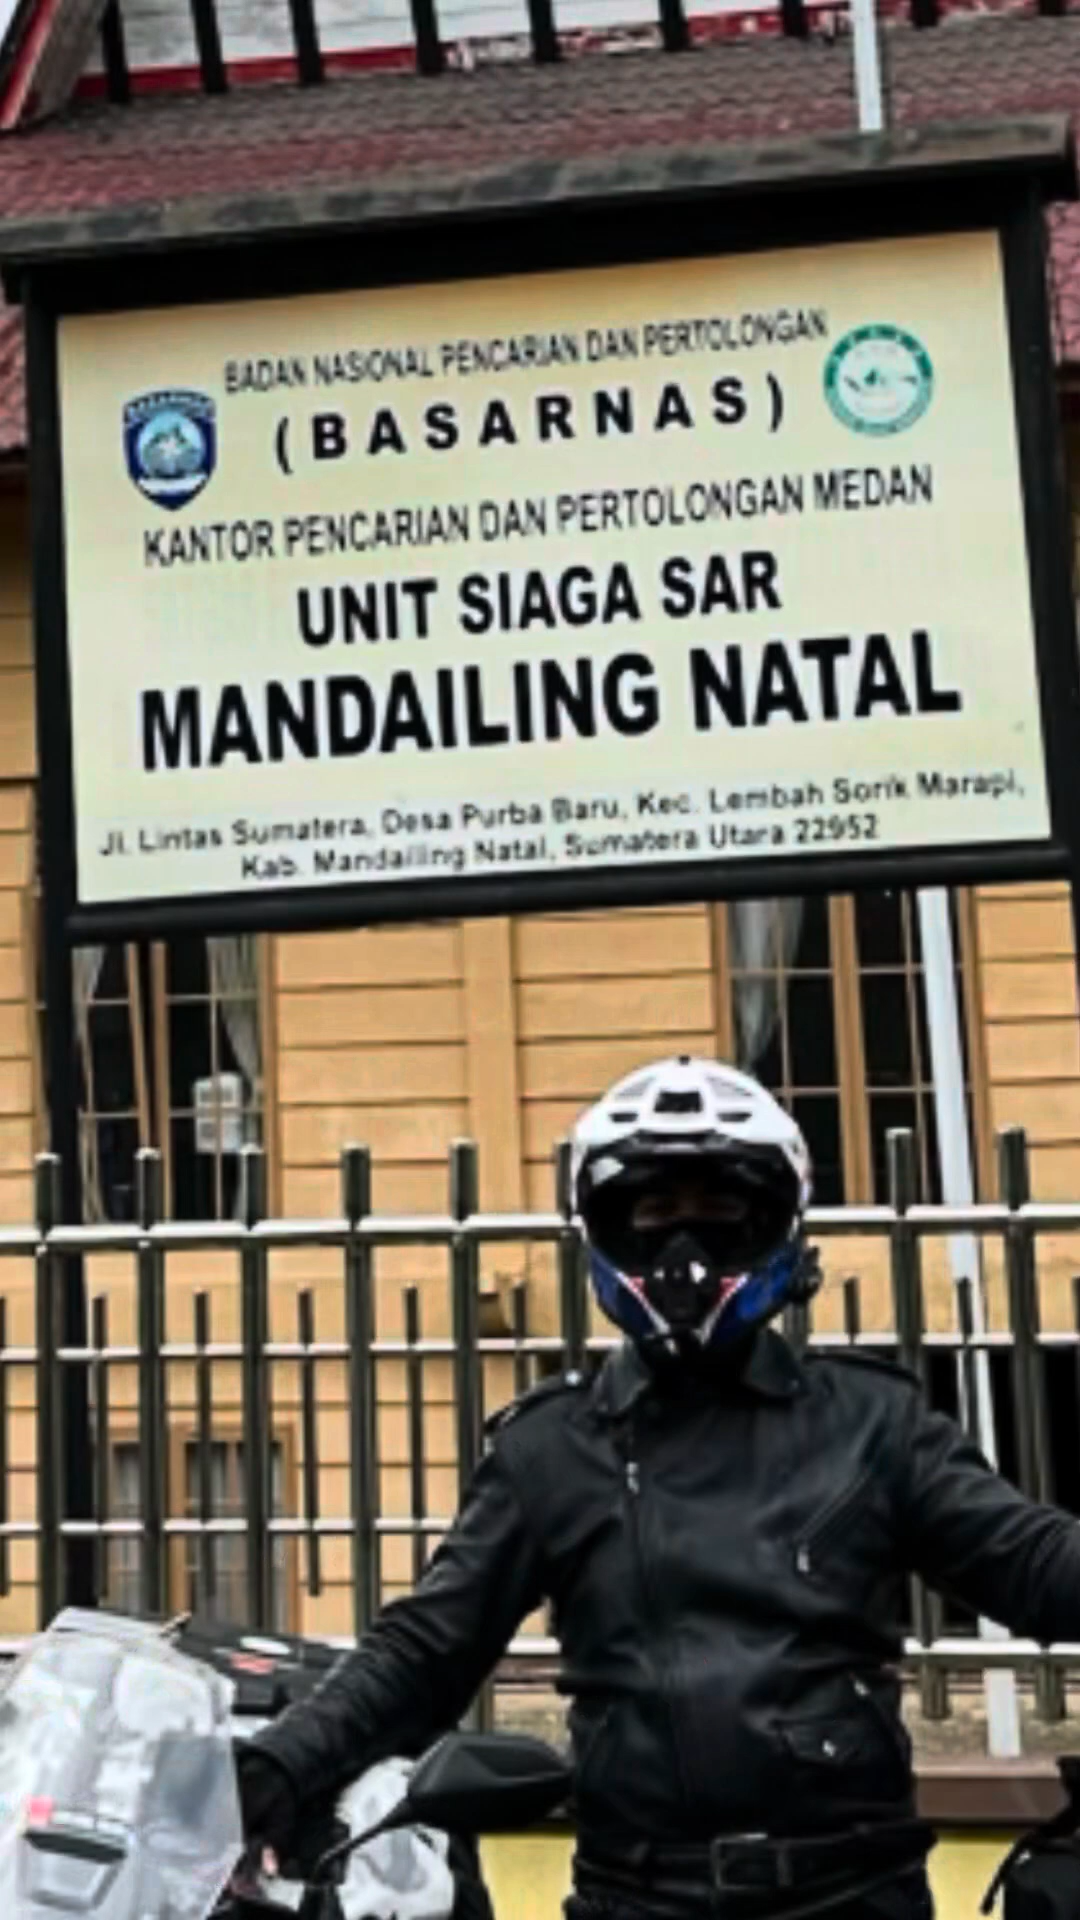 BADAN NASIONAL PENCARIAN DAN PERTOLONGAN
(BASARNAS)
KANTOR PENCARIAN DAN PERTOLONGAN MEDAN
UNIT SIAGA SAR
MANDAILING NATAL
Jl. Lintas Sumatera, Desa Purba Baru, Kec. Lembah Sorik Marapi,
Kab. Mandailing Natal, Sumatera Utara 22952